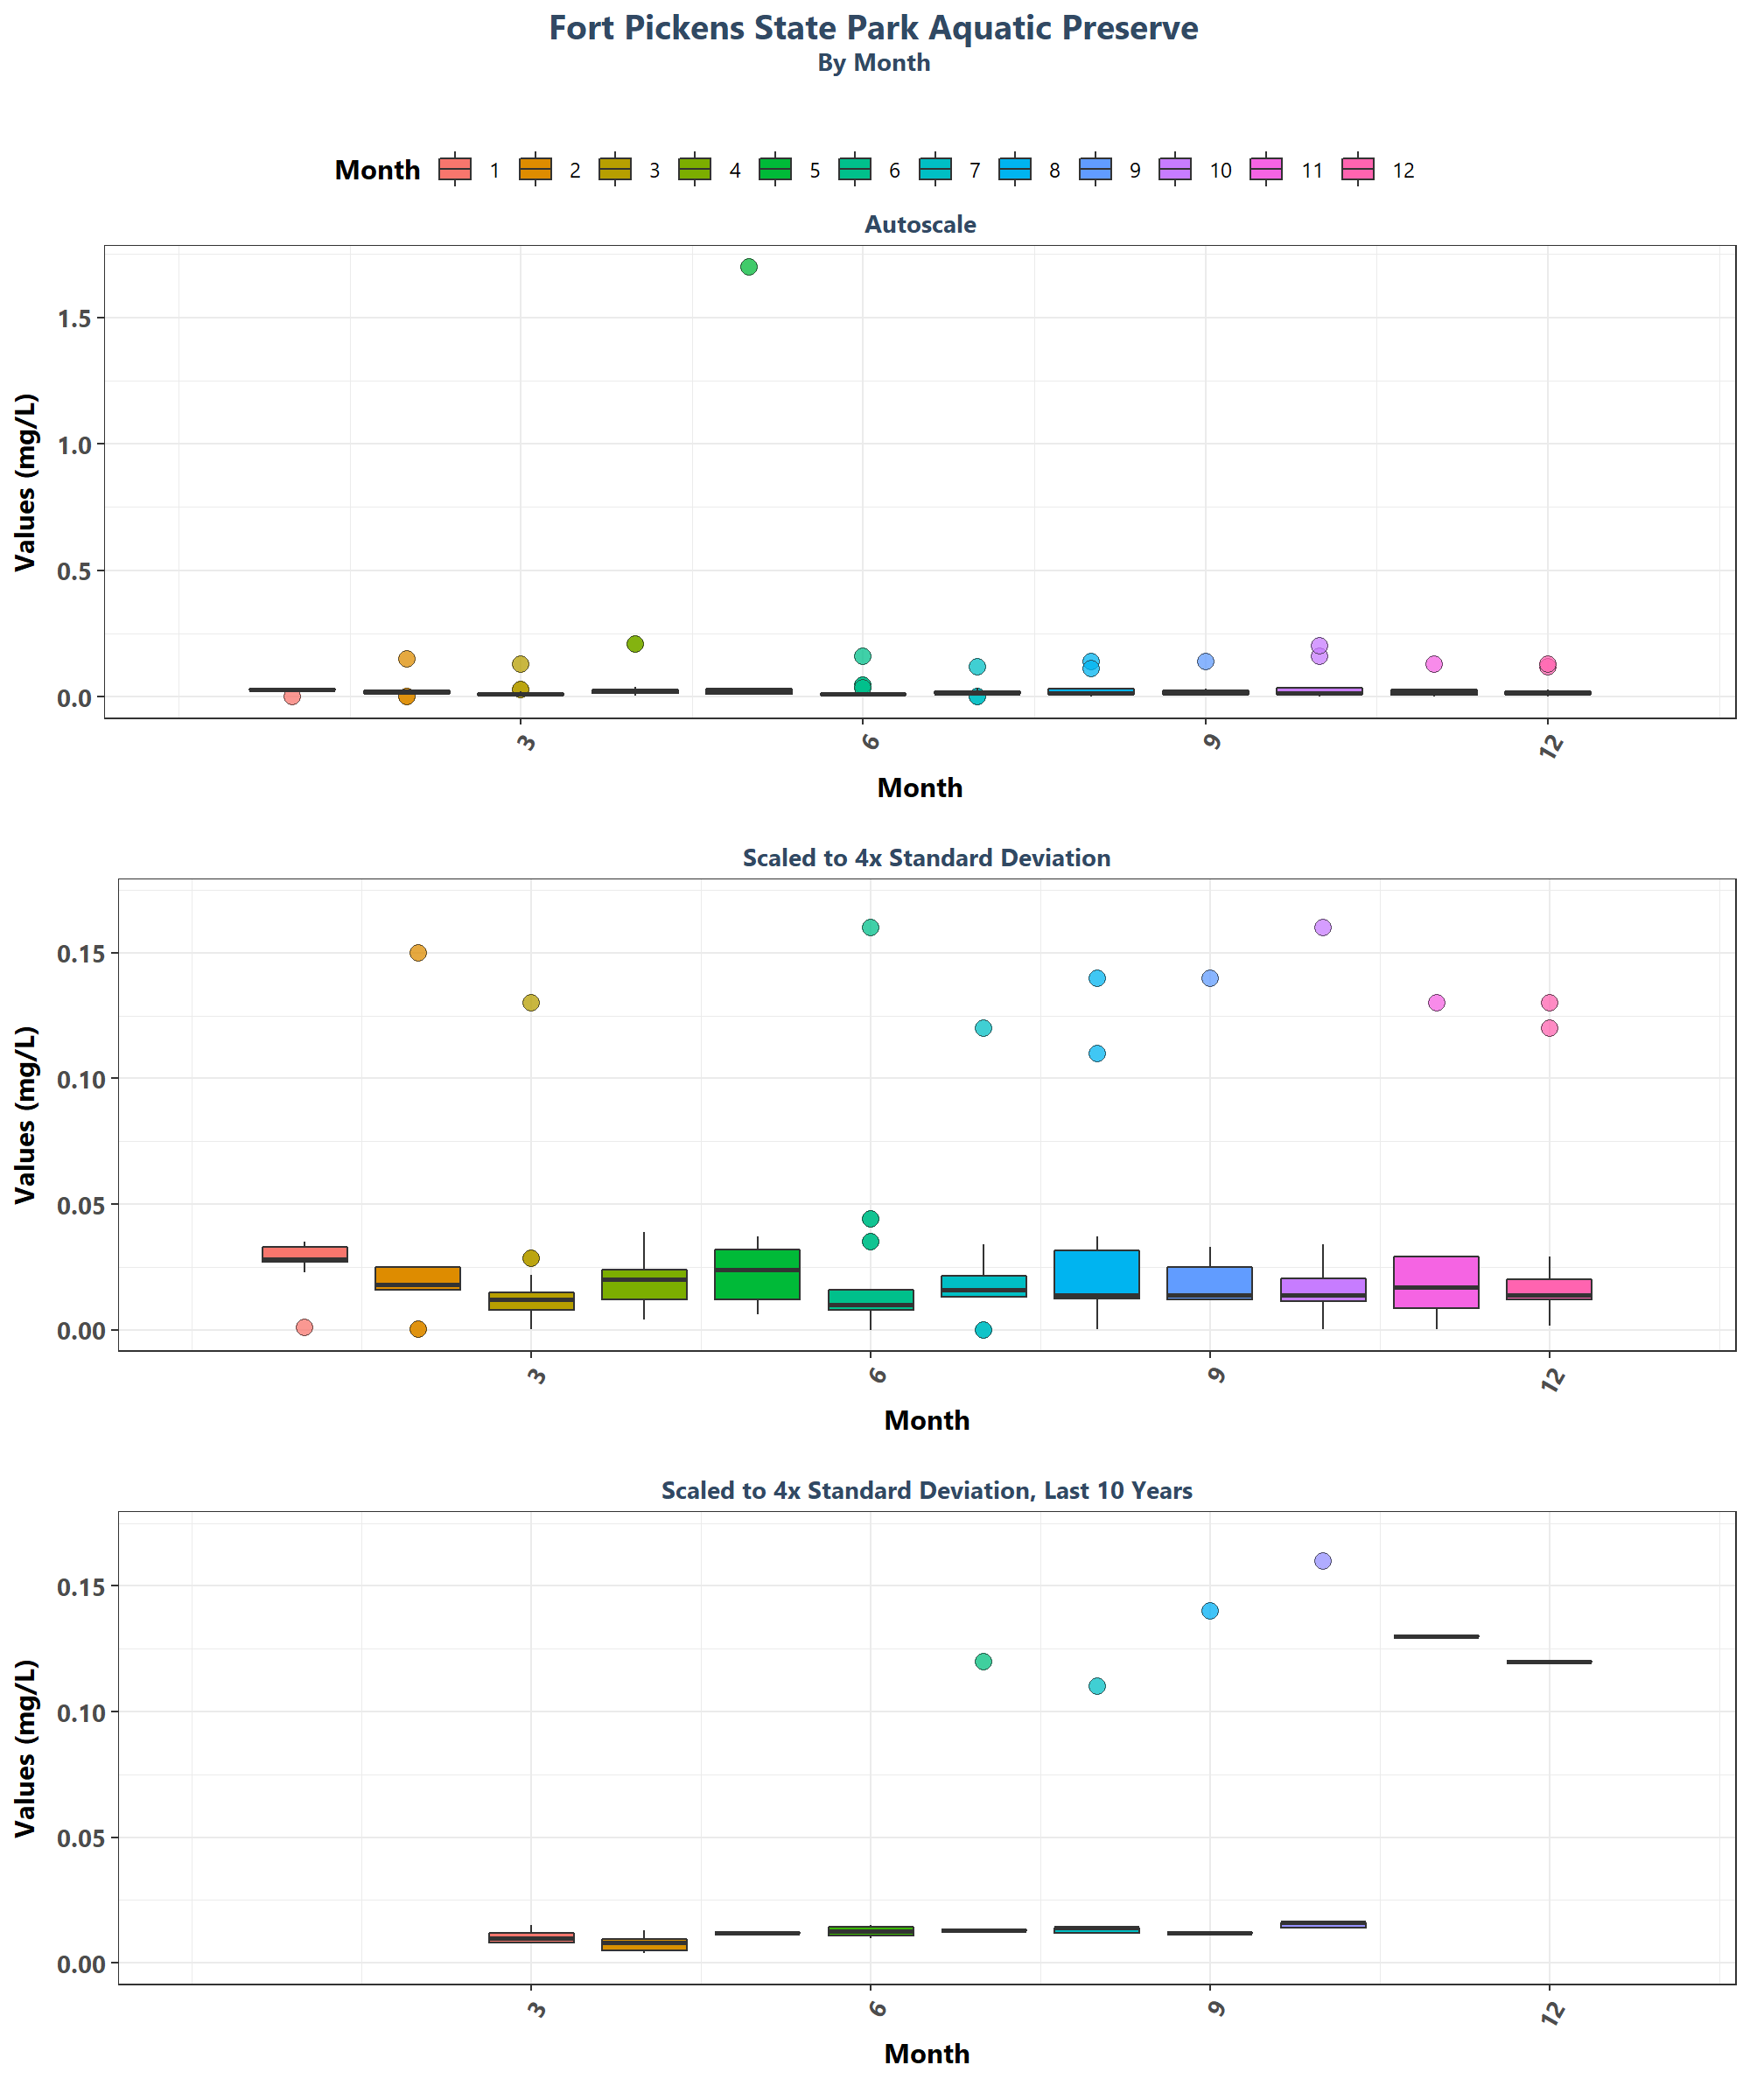 Fort Pickens State Park Aquatic Preserve
By Month
Month 1 2 3 4 5 6 7 8 9 10 11 12
Autoscale
Values (mg/L)
1.5
1.0
0.5
0.0
3 6 9 12
Month
Scaled to 4x Standard Deviation
Values (mg/L)
0.15
0.10
0.05
0.00
3 6 9 12
Month
Scaled to 4x Standard Deviation, Last 10 Years
Values (mg/L)
0.15
0.10
0.05
0.00
3 6 9 12
Month